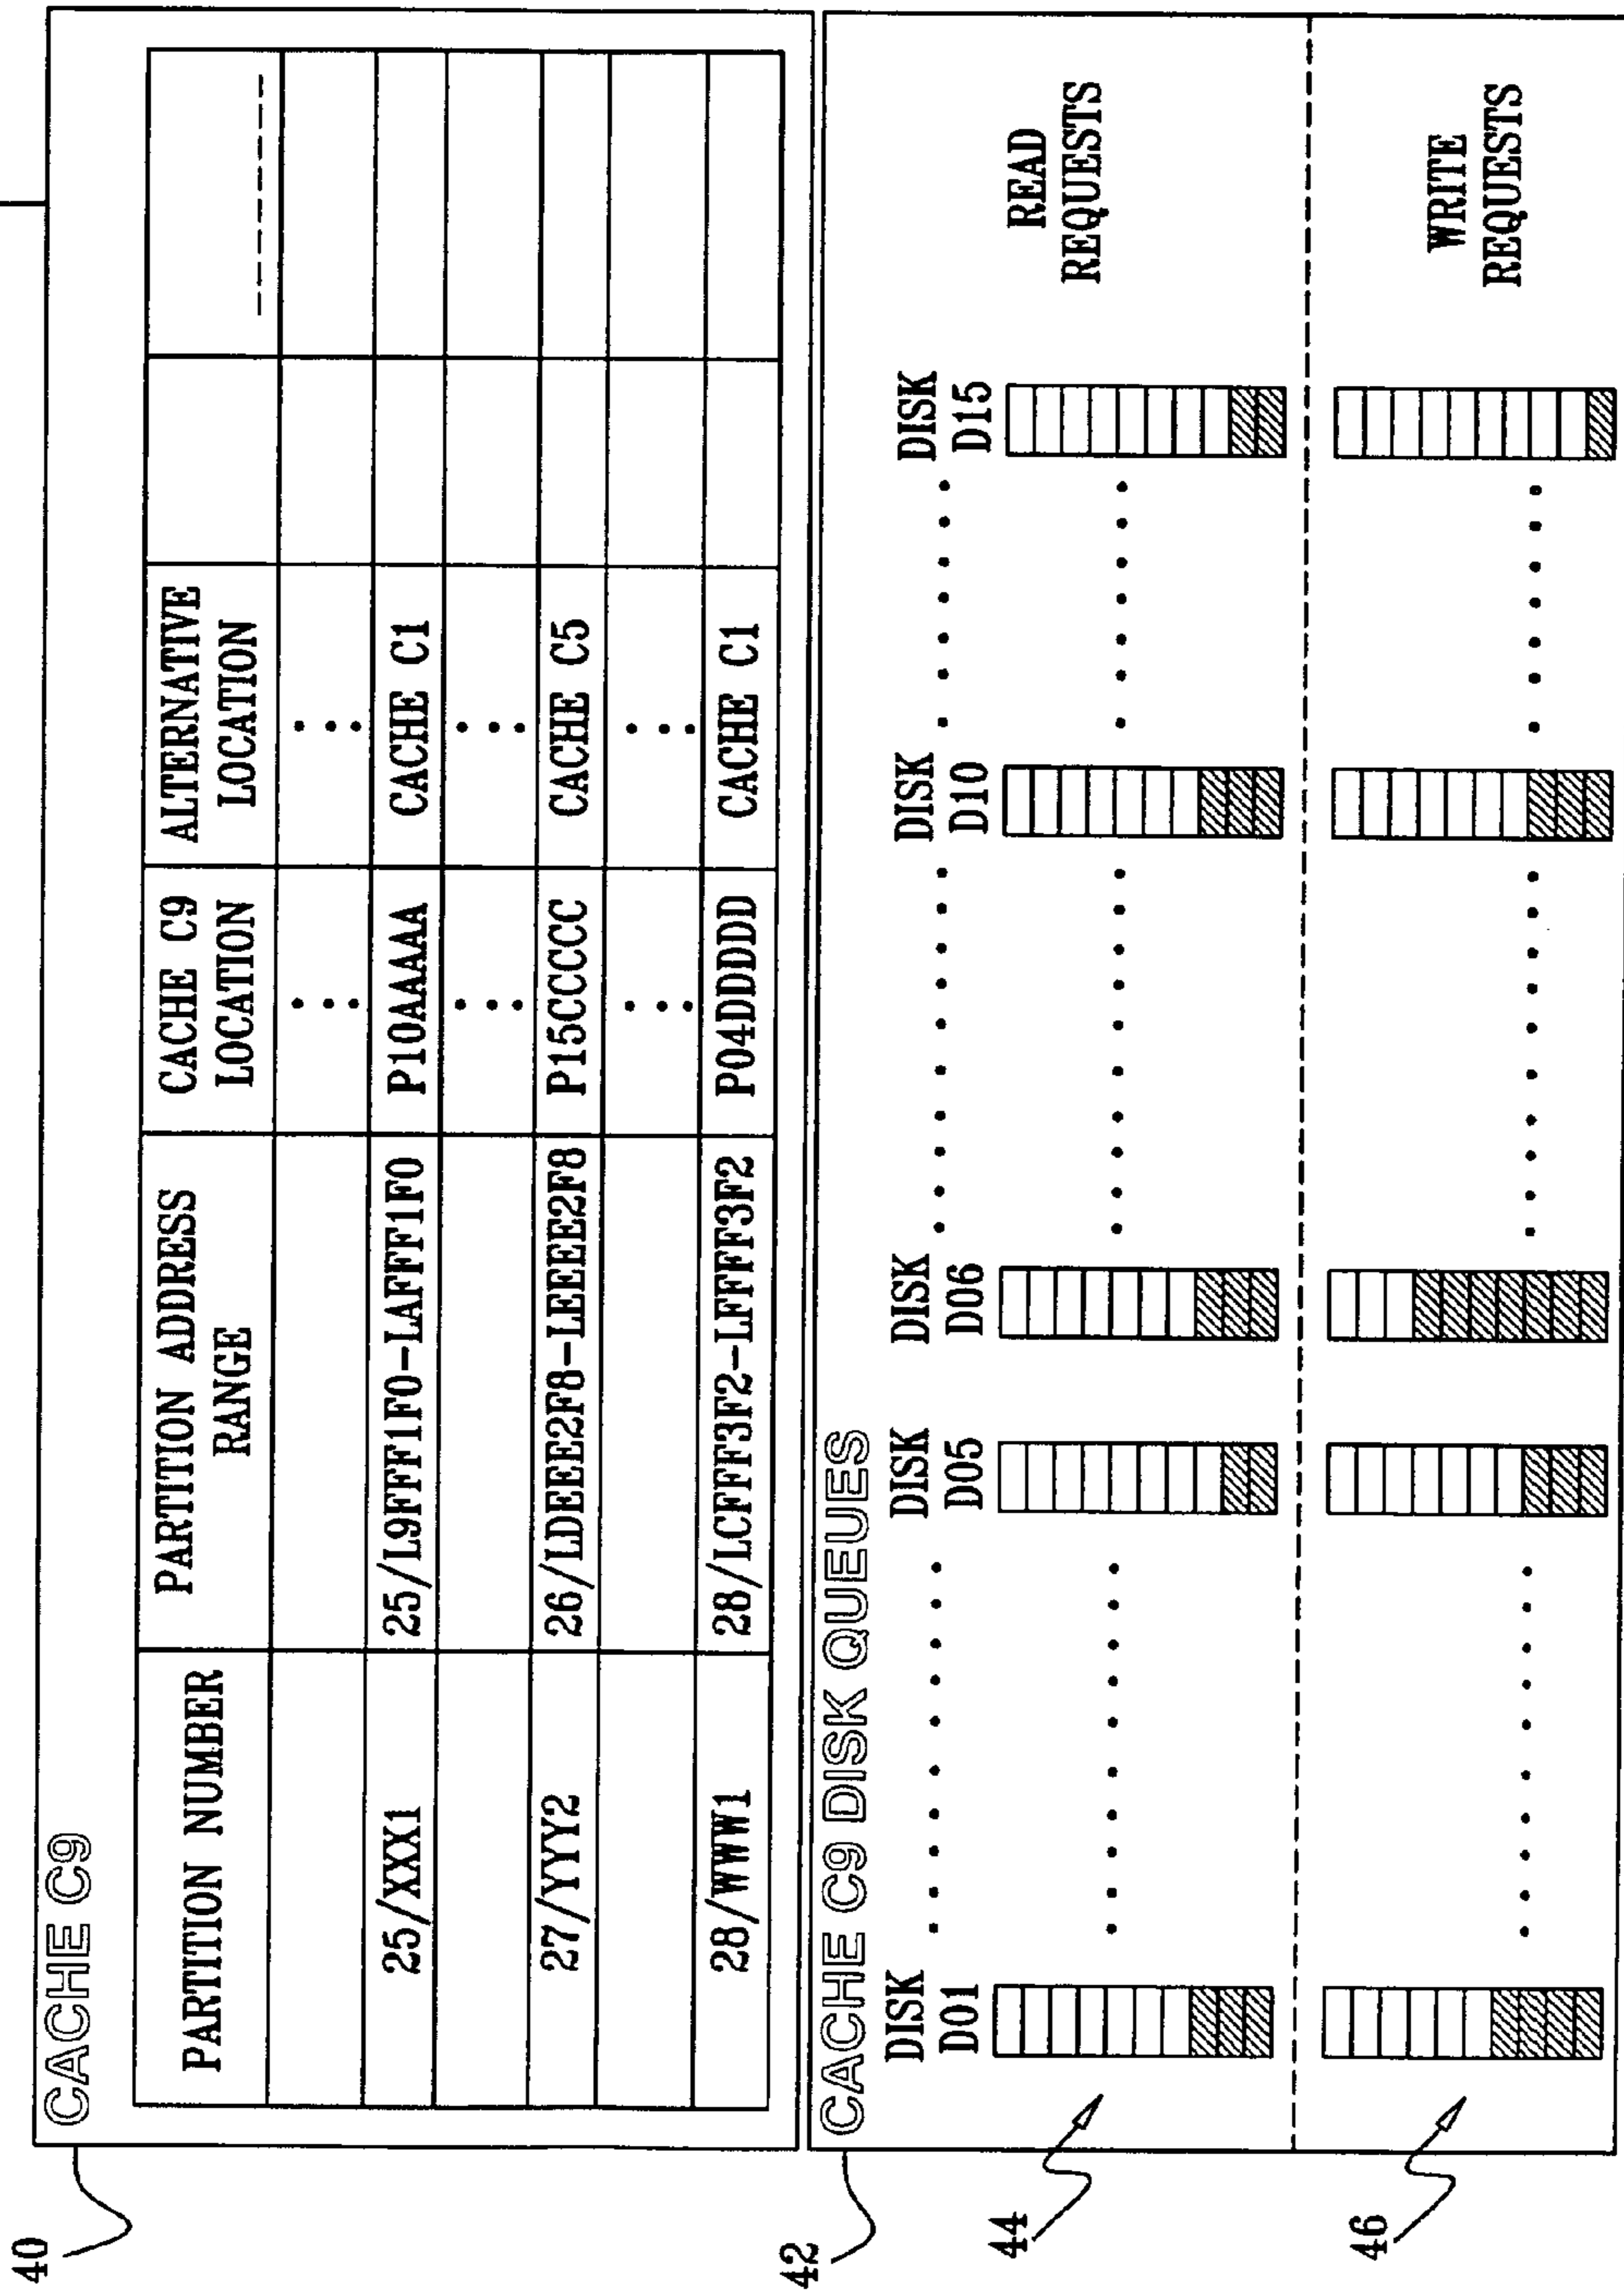 40
CACHE C9
PARTITION NUMBER
PARTITION ADDRESS
RANGE
CACHE C9
LOCATION
ALTERNATIVE
LOCATION
25/XXX1
25/L9FFF1F0-LAFFF1F0
P10AAAAA
CACHE C1
27/YYY2
26/LDEEE2F8-LEEEE2F8
P15CCCCC
CACHE C5
28/WWW1
28/LCFFF3F2-LFFFF3F2
P04DDDDD
CACHE C1
42
CACHE C9 DISK QUEUES
DISK
D01
DISK
D05
DISK
D06
DISK
D10
DISK
D15
44
READ
REQUESTS
46
WRITE
REQUESTS